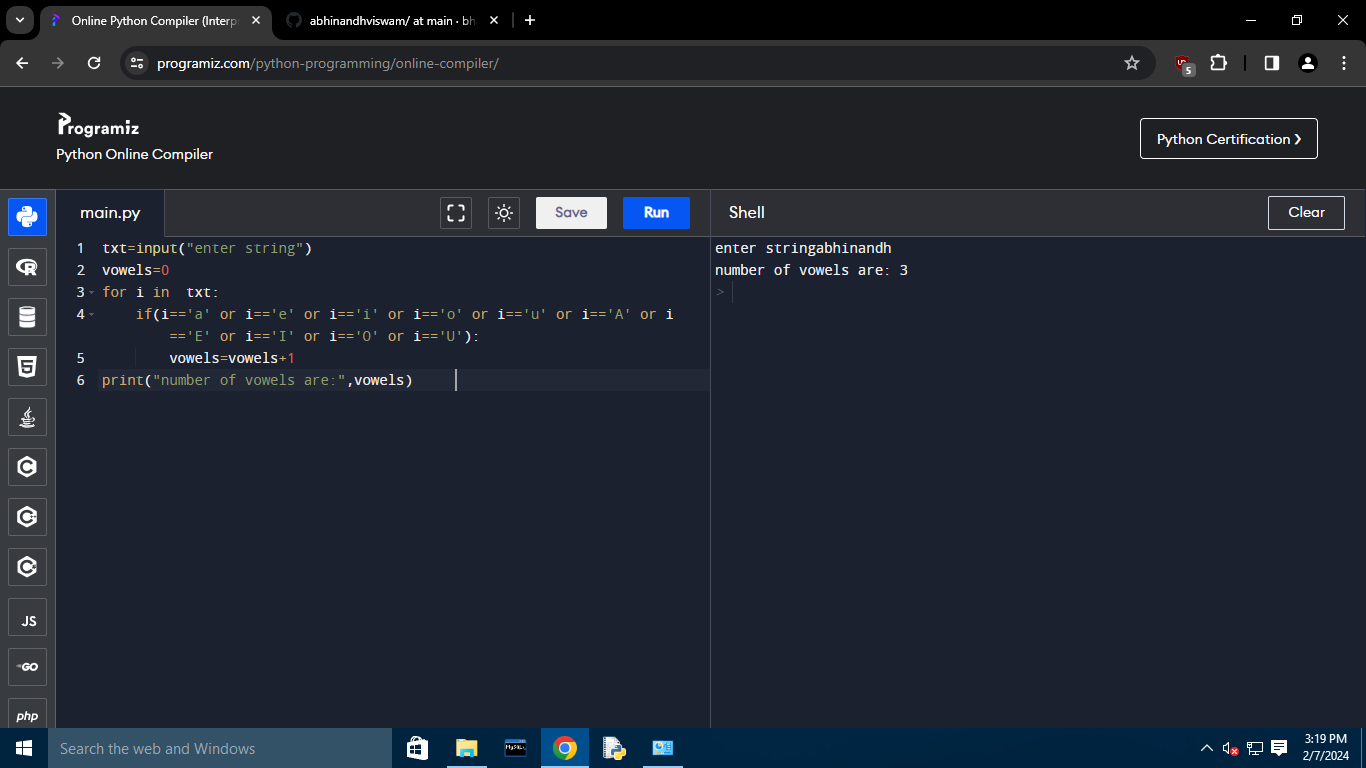 Online Python Compiler (Interp
abhinandhviswam/ at main · bh
programiz.com/python-programming/online-compiler/
5
Programiz
Python Online Compiler
Python Certification ❯
main.py
Save
Run
Shell
Clear
1 txt=input("enter string")
2 vowels=0
3 for i in  txt:
4     if(i=='a' or i=='e' or i=='i' or i=='o' or i=='u' or i=='A' or i
=='E' or i=='I' or i=='O' or i=='U'):
5         vowels=vowels+1
6 print("number of vowels are:",vowels)
enter stringabhinandh
number of vowels are: 3
>
R
5
C
C
C
JS
GO
php
Search the web and Windows
MySQL
3:19 PM
2/7/2024